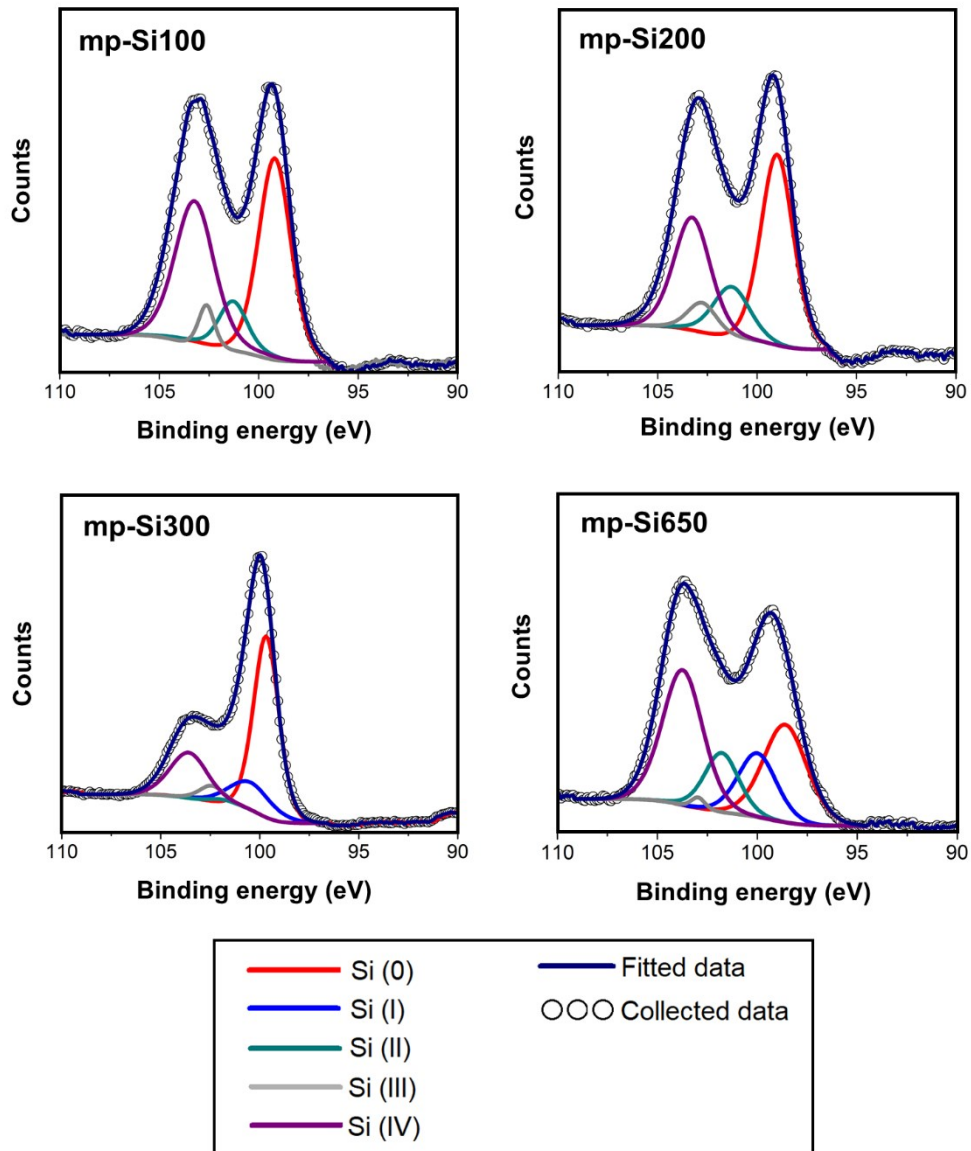 mp-Si100
Counts
110 105 100 95 90
Binding energy (eV)
mp-Si200
Counts
110 105 100 95 90
Binding energy (eV)
mp-Si300
Counts
110 105 100 95 90
Binding energy (eV)
mp-Si650
Counts
110 105 100 95 90
Binding energy (eV)
Si (0)
Si (I)
Si (II)
Si (III)
Si (IV)
Fitted data
Collected data